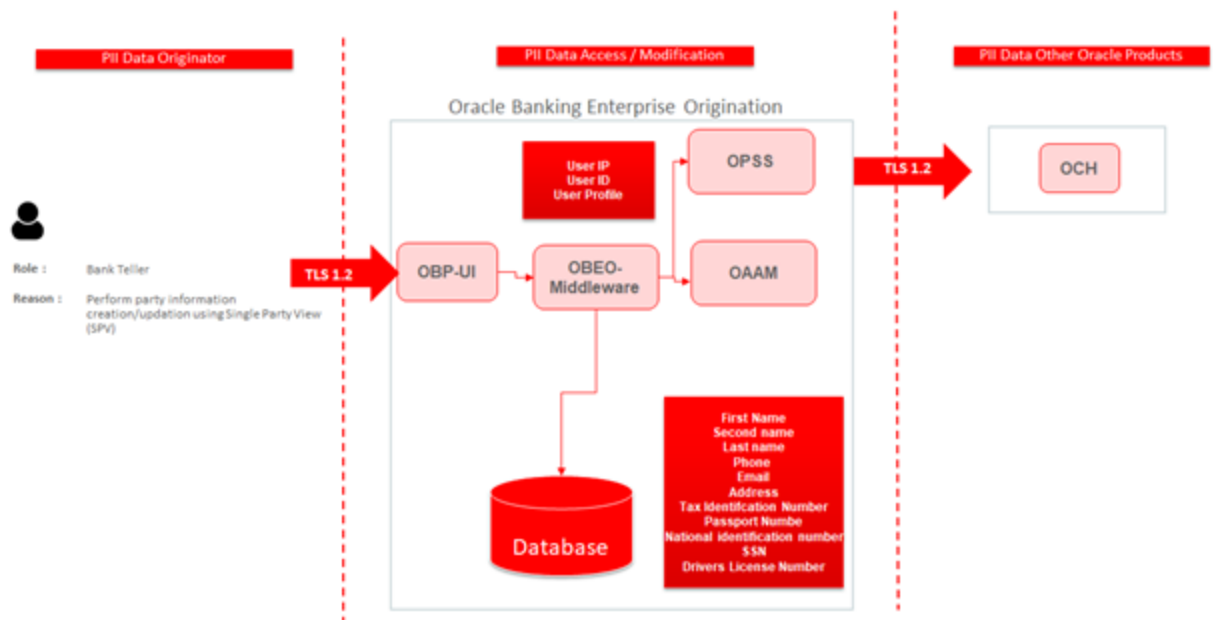 PII Data Originator
PII Data Access / Modification
PII Data Other Oracle Products
Oracle Banking Enterprise Origination
User IP
User ID
User Profile
OPSS
TLS 1.2
OCH
Role :
Bank Teller
Reason :
Perform party information
creation/updation using Single Party View
(SPV)
TLS 1.2
OBP-UI
OBEO-
Middleware
OAAM
First Name
Second name
Last name
Phone
Email
Address
Tax Identifcation Number
Passport Numbe
National identification number
SSN
Drivers License Number
Database